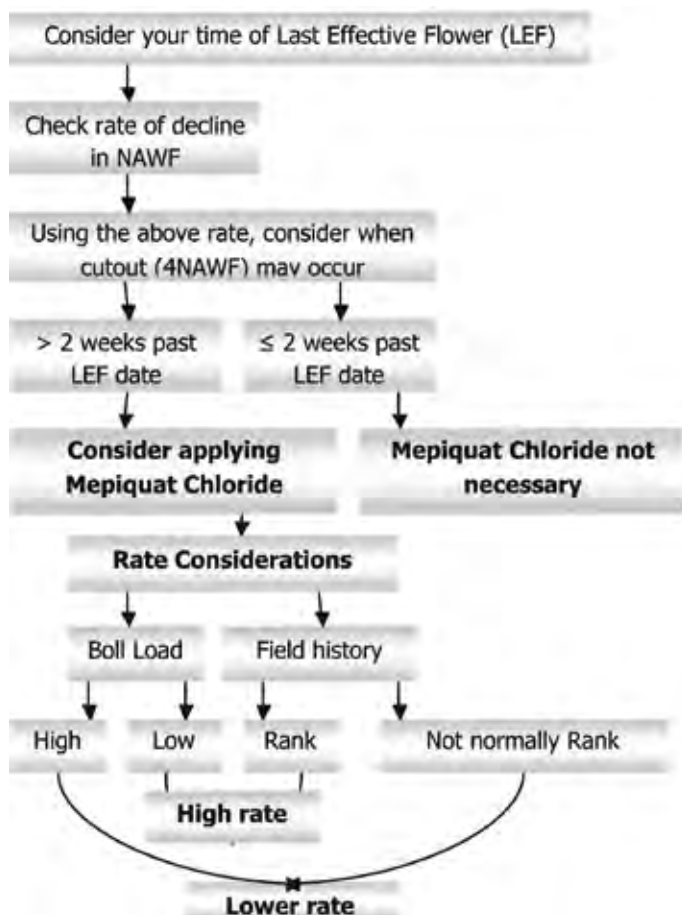 Consider your time of Last Effective Flower (LEF)
Check rate of decline
in NAWF
Using the above rate, consider when
cutout (4NAWF) may occur
> 2 weeks past
LEF date
≤ 2 weeks past
LEF date
Consider applying
Mepiquat Chloride
Mepiquat Chloride not
necessary
Rate Considerations
Boll Load
Field history
High
Low
Rank
Not normally Rank
High rate
Lower rate